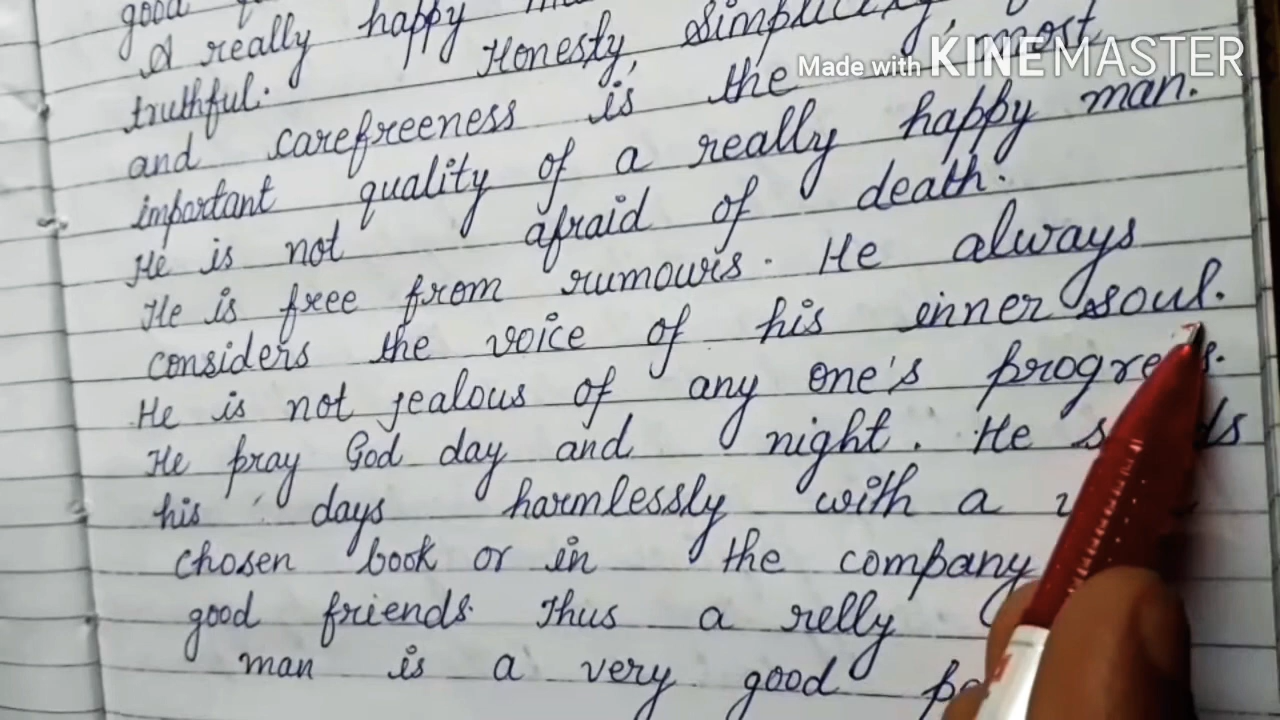 good
A really happy
truthful. Honesty, Simplicity
and carefreeness is the most
important quality of a really happy man.
He is not afraid of death.
He is free from rumours. He always
considers the voice of his inner soul.
He is not jealous of any one's progress.
He pray God day and night. He
his days harmlessly with a
chosen book or in the company
good friends. Thus a relly
man is a very good
Made with KINEMASTER